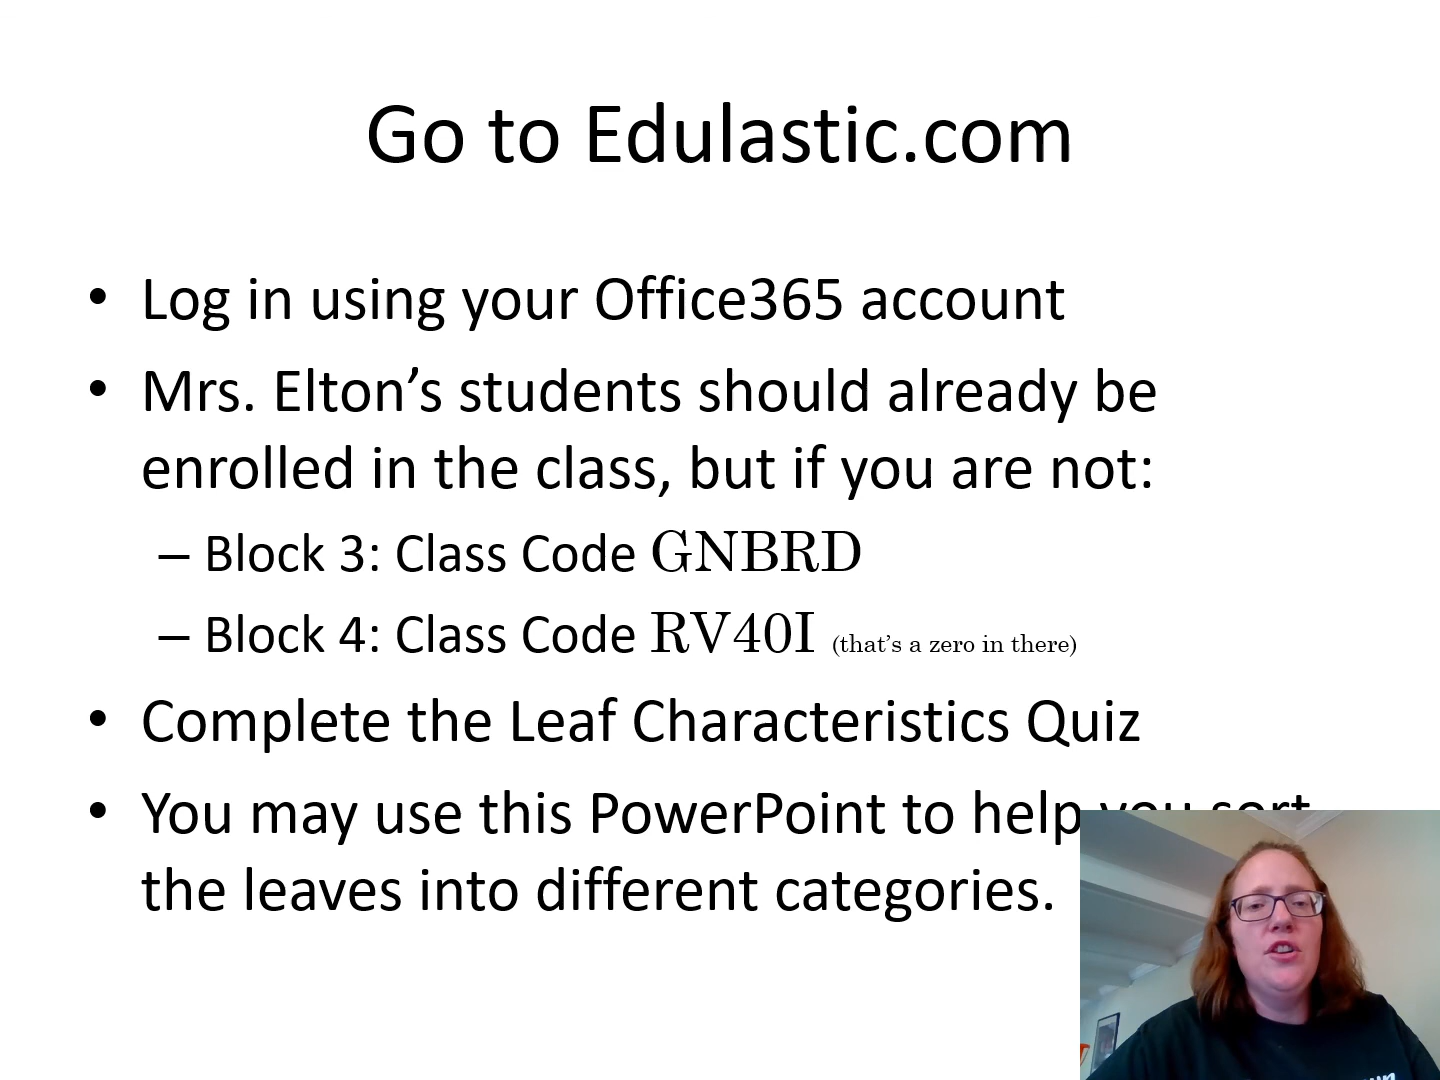 Go to Edulastic.com
• Log in using your Office365 account
• Mrs. Elton’s students should already be
enrolled in the class, but if you are not:
– Block 3: Class Code GNBRD
– Block 4: Class Code RV40I (that’s a zero in there)
• Complete the Leaf Characteristics Quiz
• You may use this PowerPoint to help you sort
the leaves into different categories.